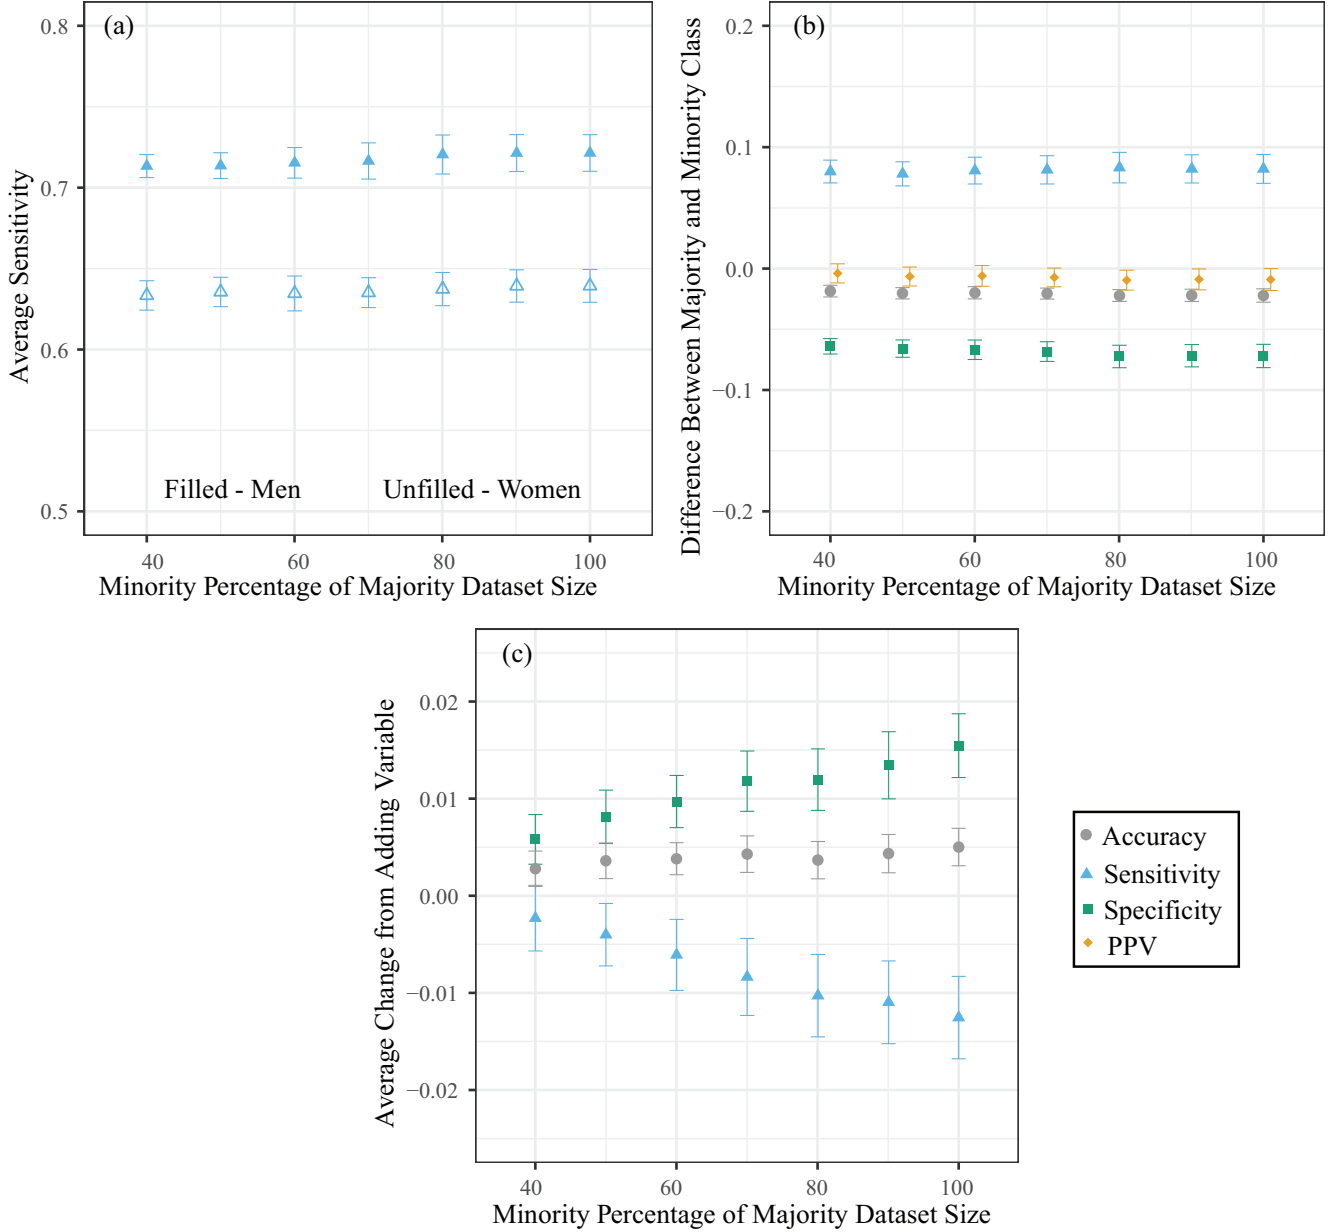 (a)
0.8
0.7
0.6
0.5
Average Sensitivity
Filled - Men
Unfilled - Women
40
60
80
100
Minority Percentage of Majority Dataset Size
(b)
0.2
0.1
0.0
−0.1
−0.2
Difference Between Majority and Minority Class
40
60
80
100
Minority Percentage of Majority Dataset Size
(c)
0.02
0.01
0.00
−0.01
−0.02
Average Change from Adding Variable
40
60
80
100
Minority Percentage of Majority Dataset Size
Accuracy
Sensitivity
Specificity
PPV